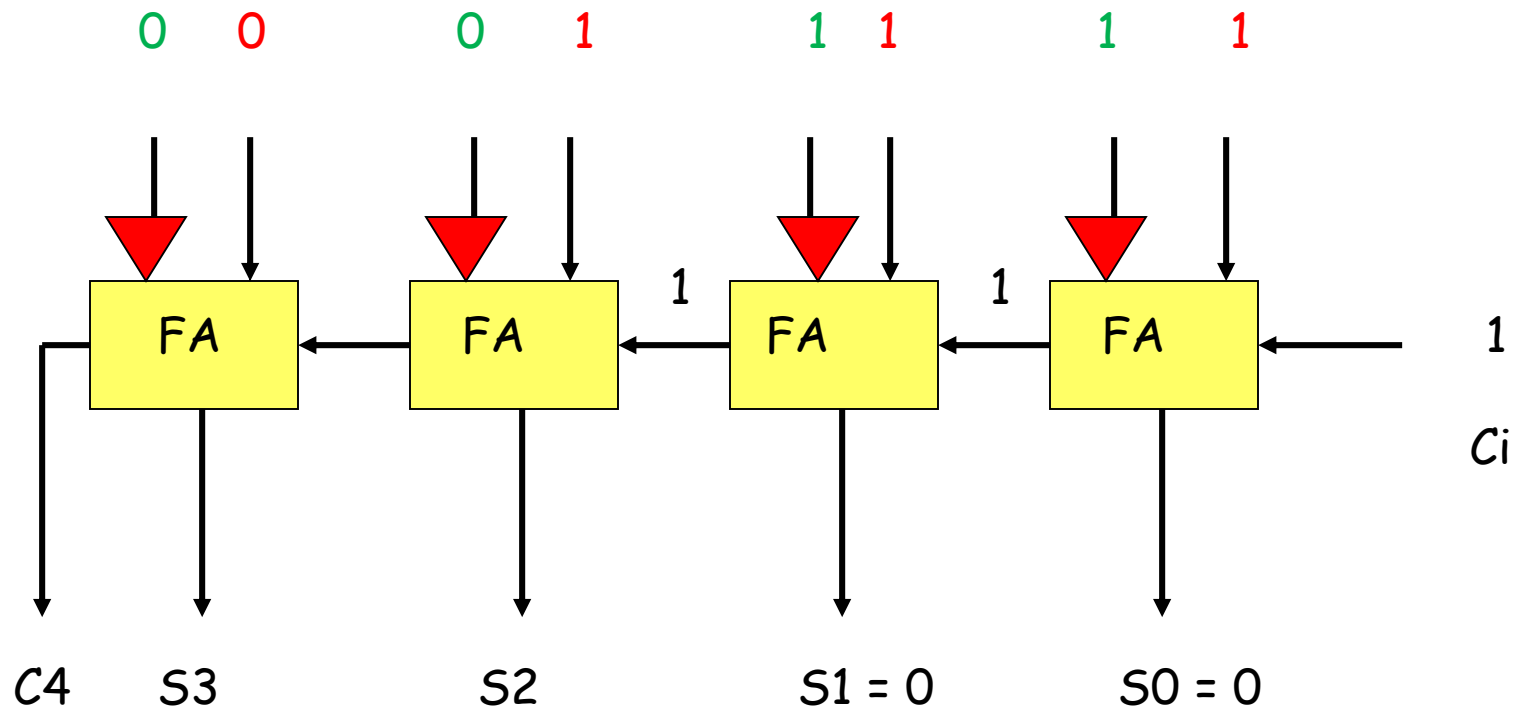 0 0 0 1 1 1 1 1
1 1
FA FA FA FA 1
Ci
C4 S3 S2 S1 = 0 S0 = 0